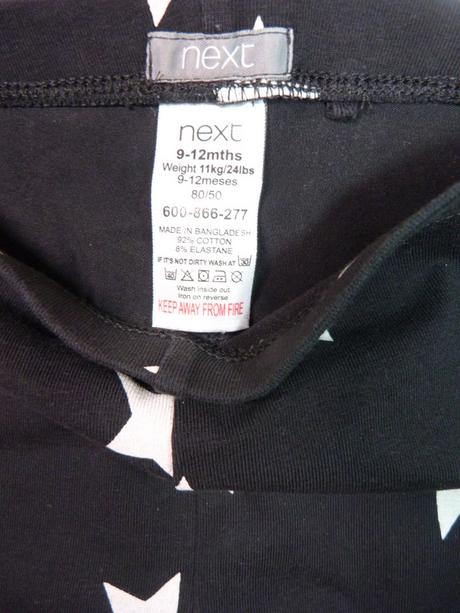 next
next
9-12mths
Weight 11kg/24lbs
9-12meses
80/50
600-866-277
MADE IN BANGLADESH
92% COTTON
8% ELASTANE
IF IT'S NOT DIRTY WASH AT 30
Wash inside out
Iron on reverse
KEEP AWAY FROM FIRE